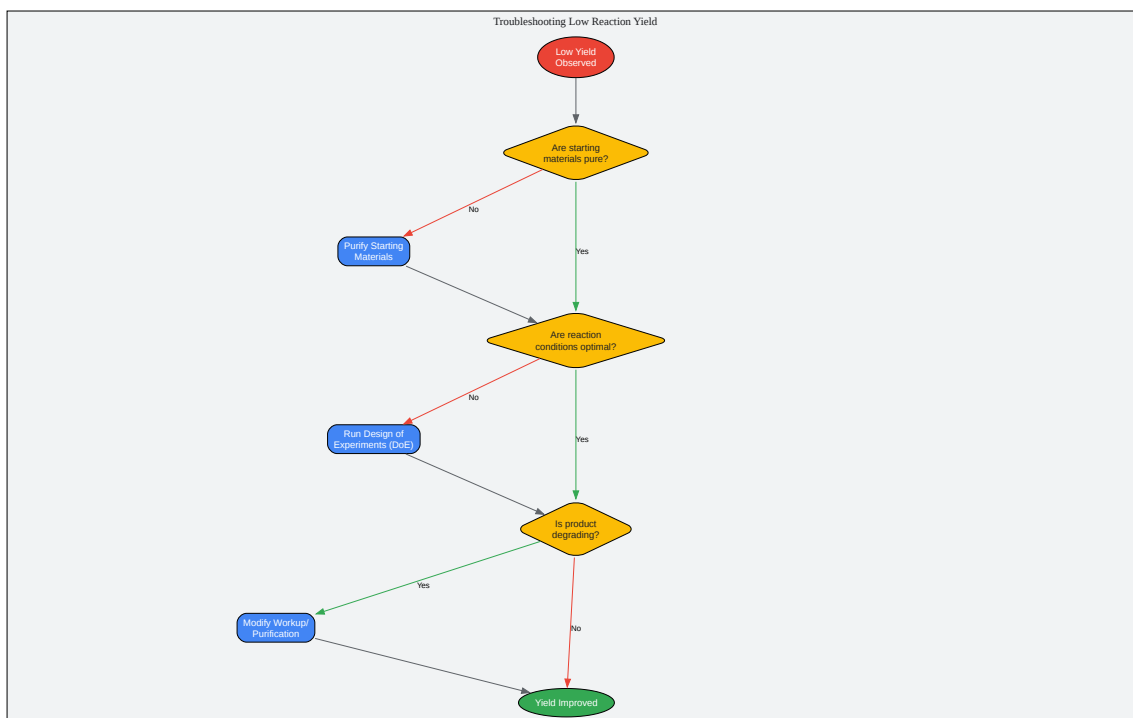 Troubleshooting Low Reaction Yield
Low Yield
Observed
Are starting
materials pure?
No
Yes
Purify Starting
Materials
Are reaction
conditions optimal?
No
Yes
Run Design of
Experiments (DoE)
Is product
degrading?
Yes
No
Modify Workup/
Purification
Yield Improved